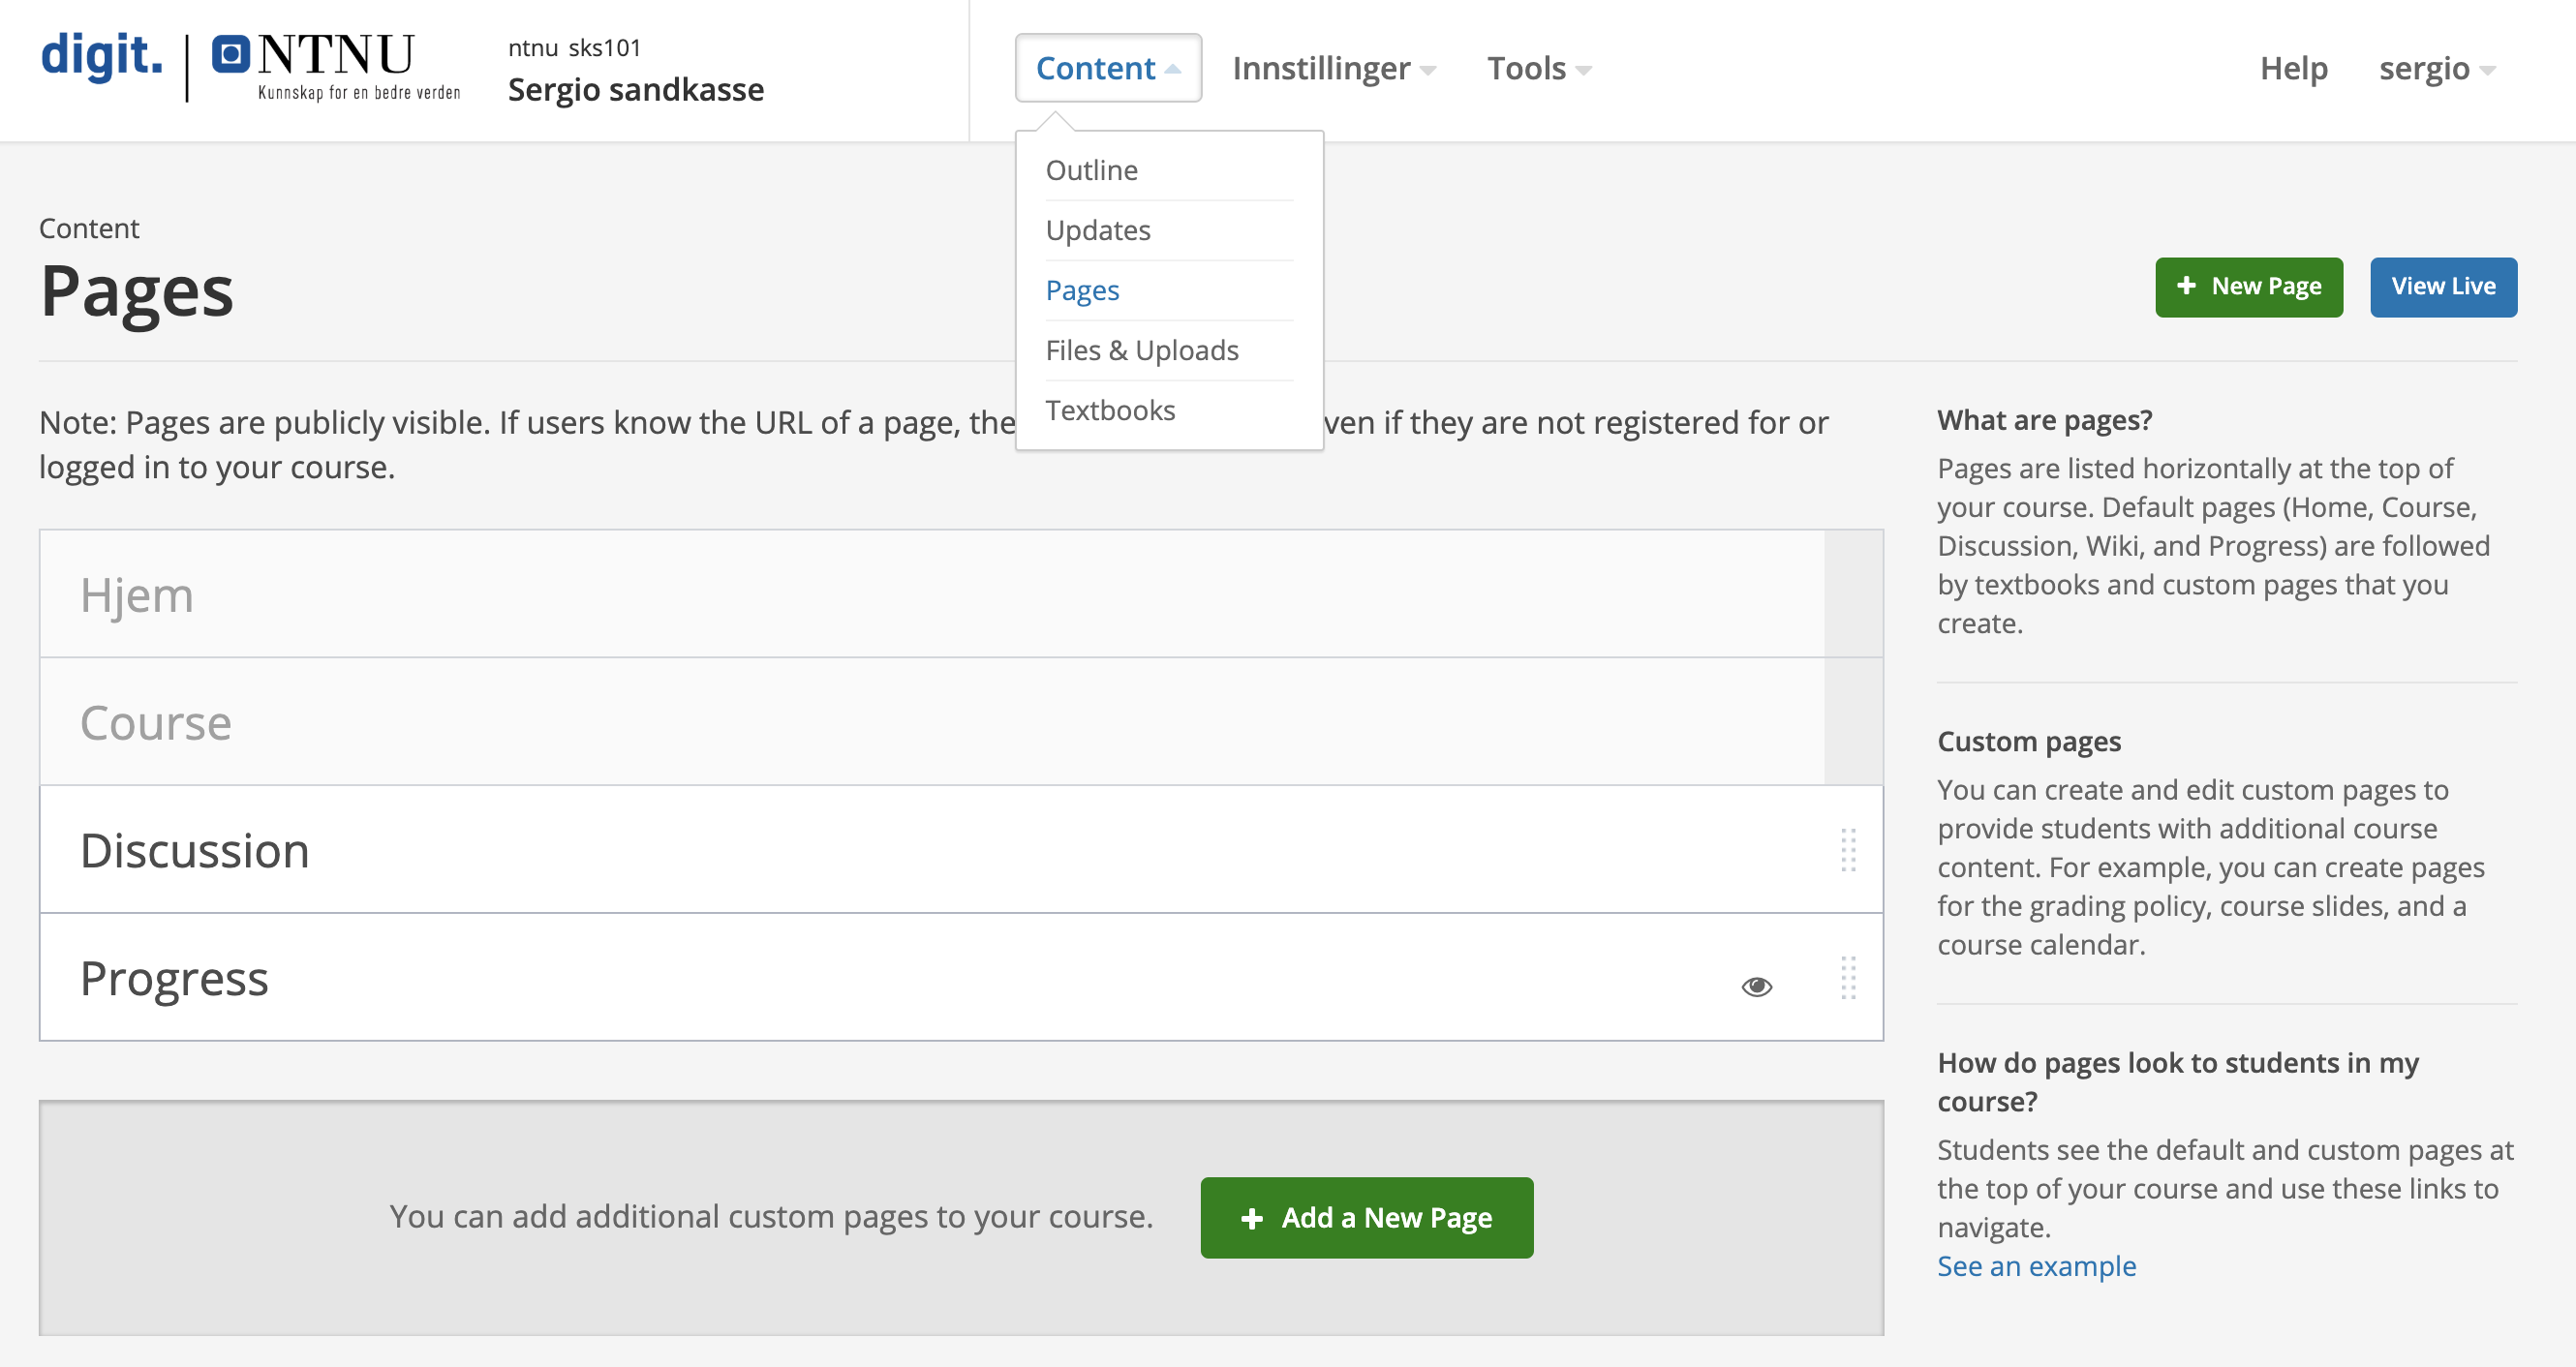 digit.
NTNU
Kunnskap for en bedre verden
ntnu sks101
Sergio sandkasse
Content
Innstillinger
Tools
Help
sergio
Outline
Updates
Pages
Files & Uploads
Textbooks
Content
Pages
New Page
View Live
Note: Pages are publicly visible. If users know the URL of a page, if they are not registered for or
logged in to your course.
Hjem
Course
Discussion
Progress
You can add additional custom pages to your course.
Add a New Page
What are pages?
Pages are listed horizontally at the top of
your course. Default pages (Home, Course,
Discussion, Wiki, and Progress) are followed
by textbooks and custom pages that you
create.
Custom pages
You can create and edit custom pages to
provide students with additional course
content. For example, you can create pages
for the grading policy, course slides, and a
course calendar.
How do pages look to students in my
course?
Students see the default and custom pages at
the top of your course and use these links to
navigate.
See an example